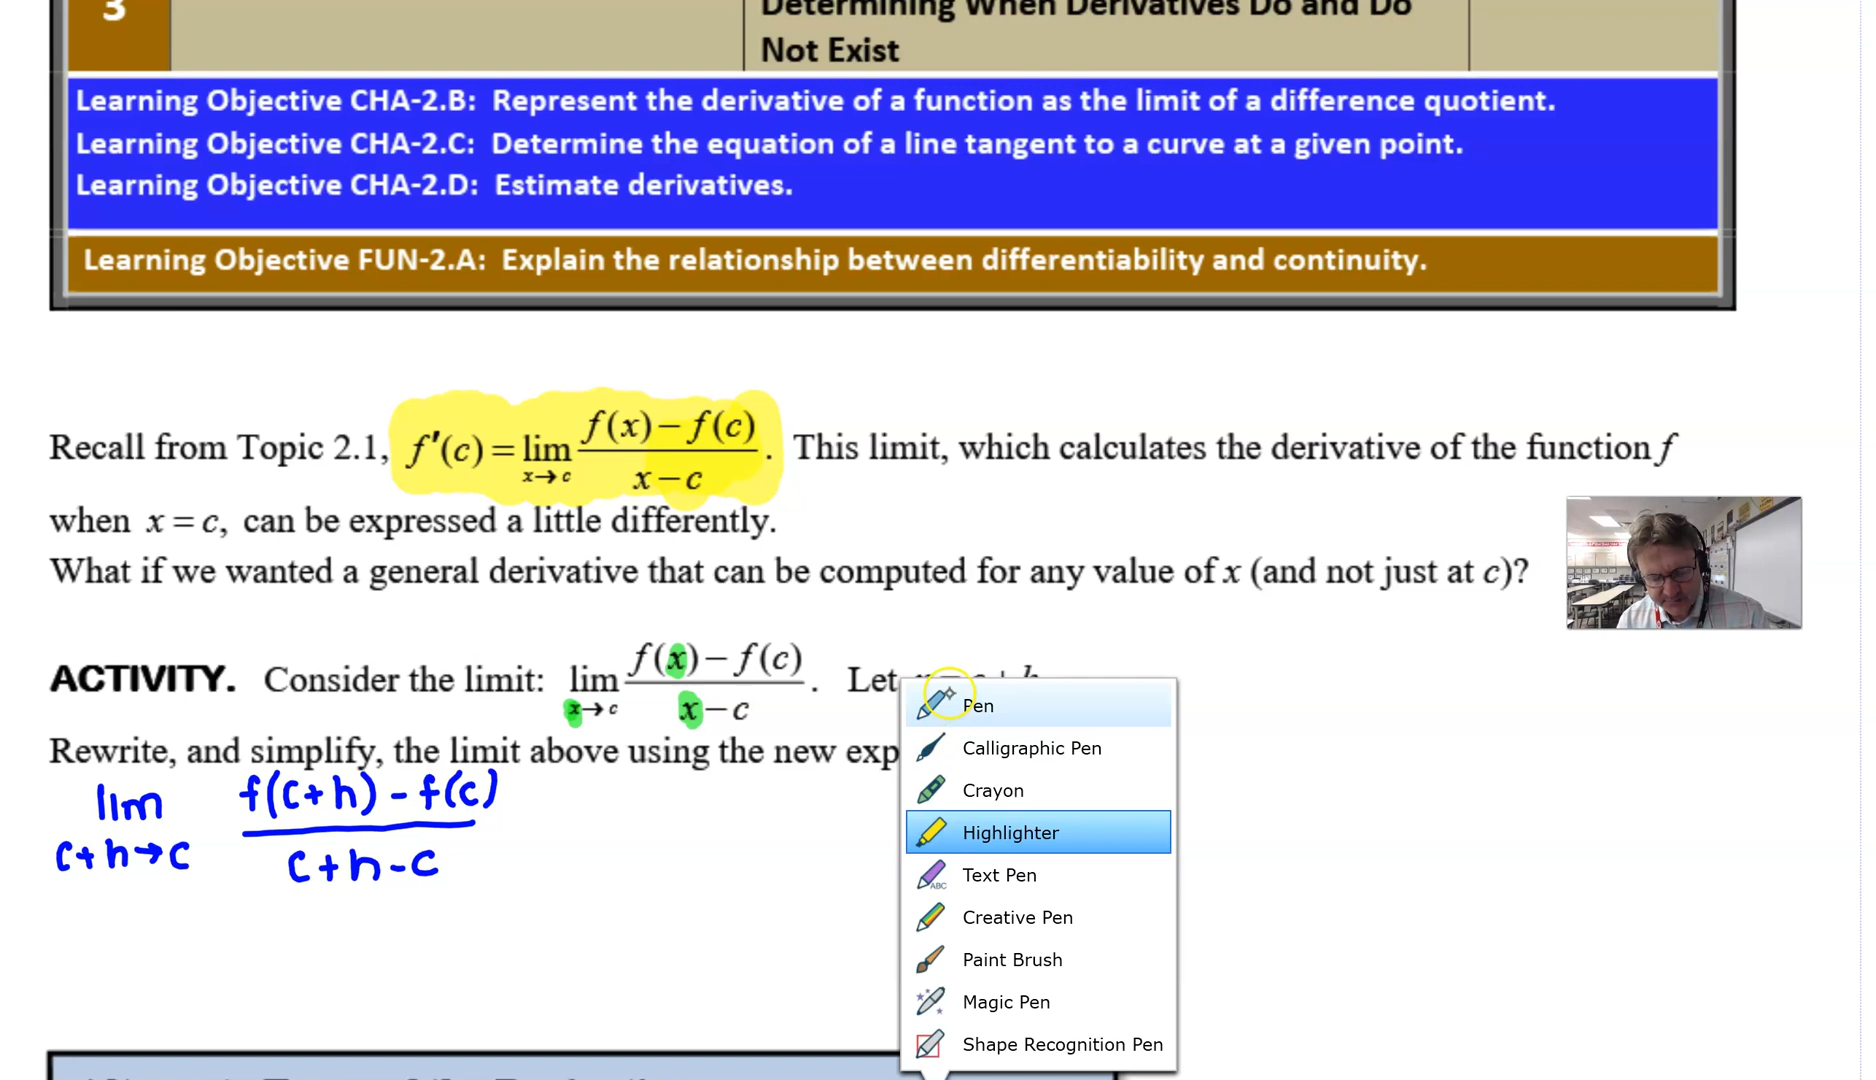 3
Determining When Derivatives Do and Do
Not Exist
Learning Objective CHA-2.B: Represent the derivative of a function as the limit of a difference quotient.
Learning Objective CHA-2.C: Determine the equation of a line tangent to a curve at a given point.
Learning Objective CHA-2.D: Estimate derivatives.
Learning Objective FUN-2.A: Explain the relationship between differentiability and continuity.
Recall from Topic 2.1, f′(c) = lim x→c (f(x) − f(c))/(x − c). This limit, which calculates the derivative of the function f
when x = c, can be expressed a little differently.
What if we wanted a general derivative that can be computed for any value of x (and not just at c)?
ACTIVITY. Consider the limit: lim x→c (f(x) − f(c))/(x − c). Let
Rewrite, and simplify, the limit above using the new exp
lim c+h→c (f(c+h) - f(c))/(c+h-c)
Pen
Calligraphic Pen
Crayon
Highlighter
Text Pen
ABC
Creative Pen
Paint Brush
Magic Pen
Shape Recognition Pen